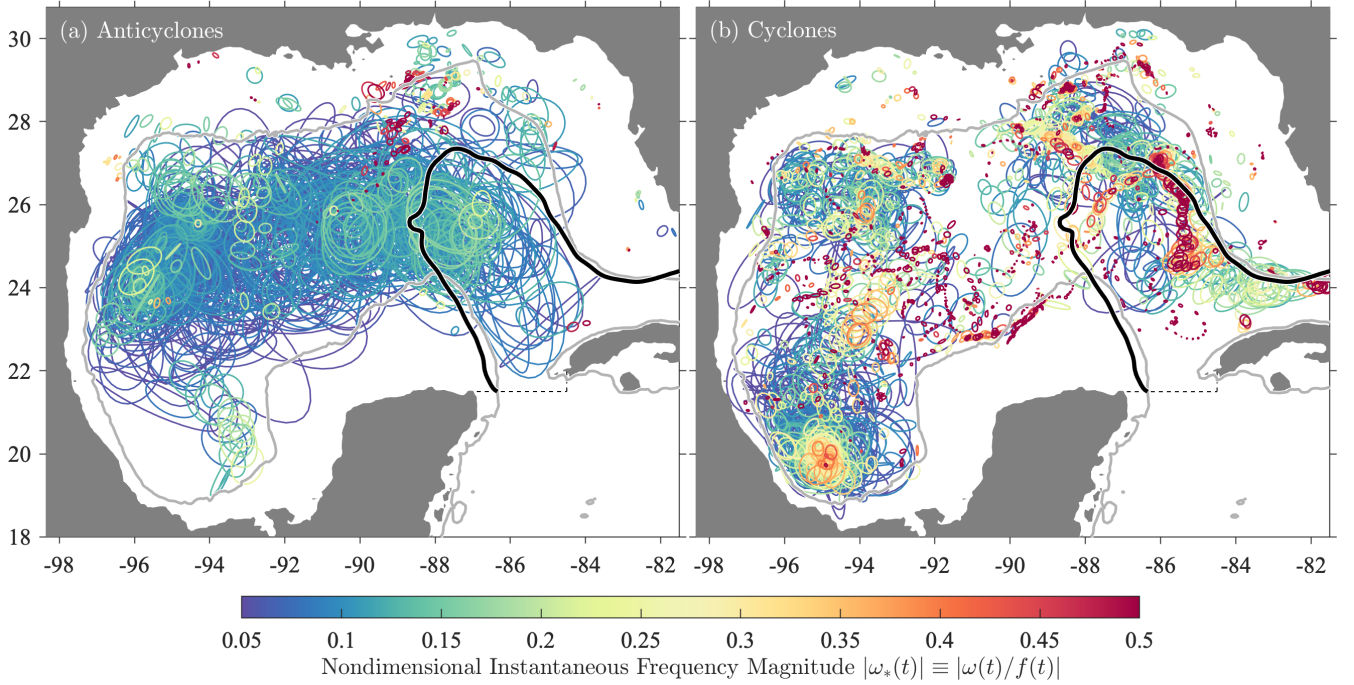 (a) Anticyclones
(b) Cyclones
30
28
26
24
22
20
18
-98 -96 -94 -92 -90 -88 -86 -84 -82
-98 -96 -94 -92 -90 -88 -86 -84 -82
0.05 0.1 0.15 0.2 0.25 0.3 0.35 0.4 0.45 0.5
Nondimensional Instantaneous Frequency Magnitude |ω∗(t)| ≡ |ω(t)/f(t)|